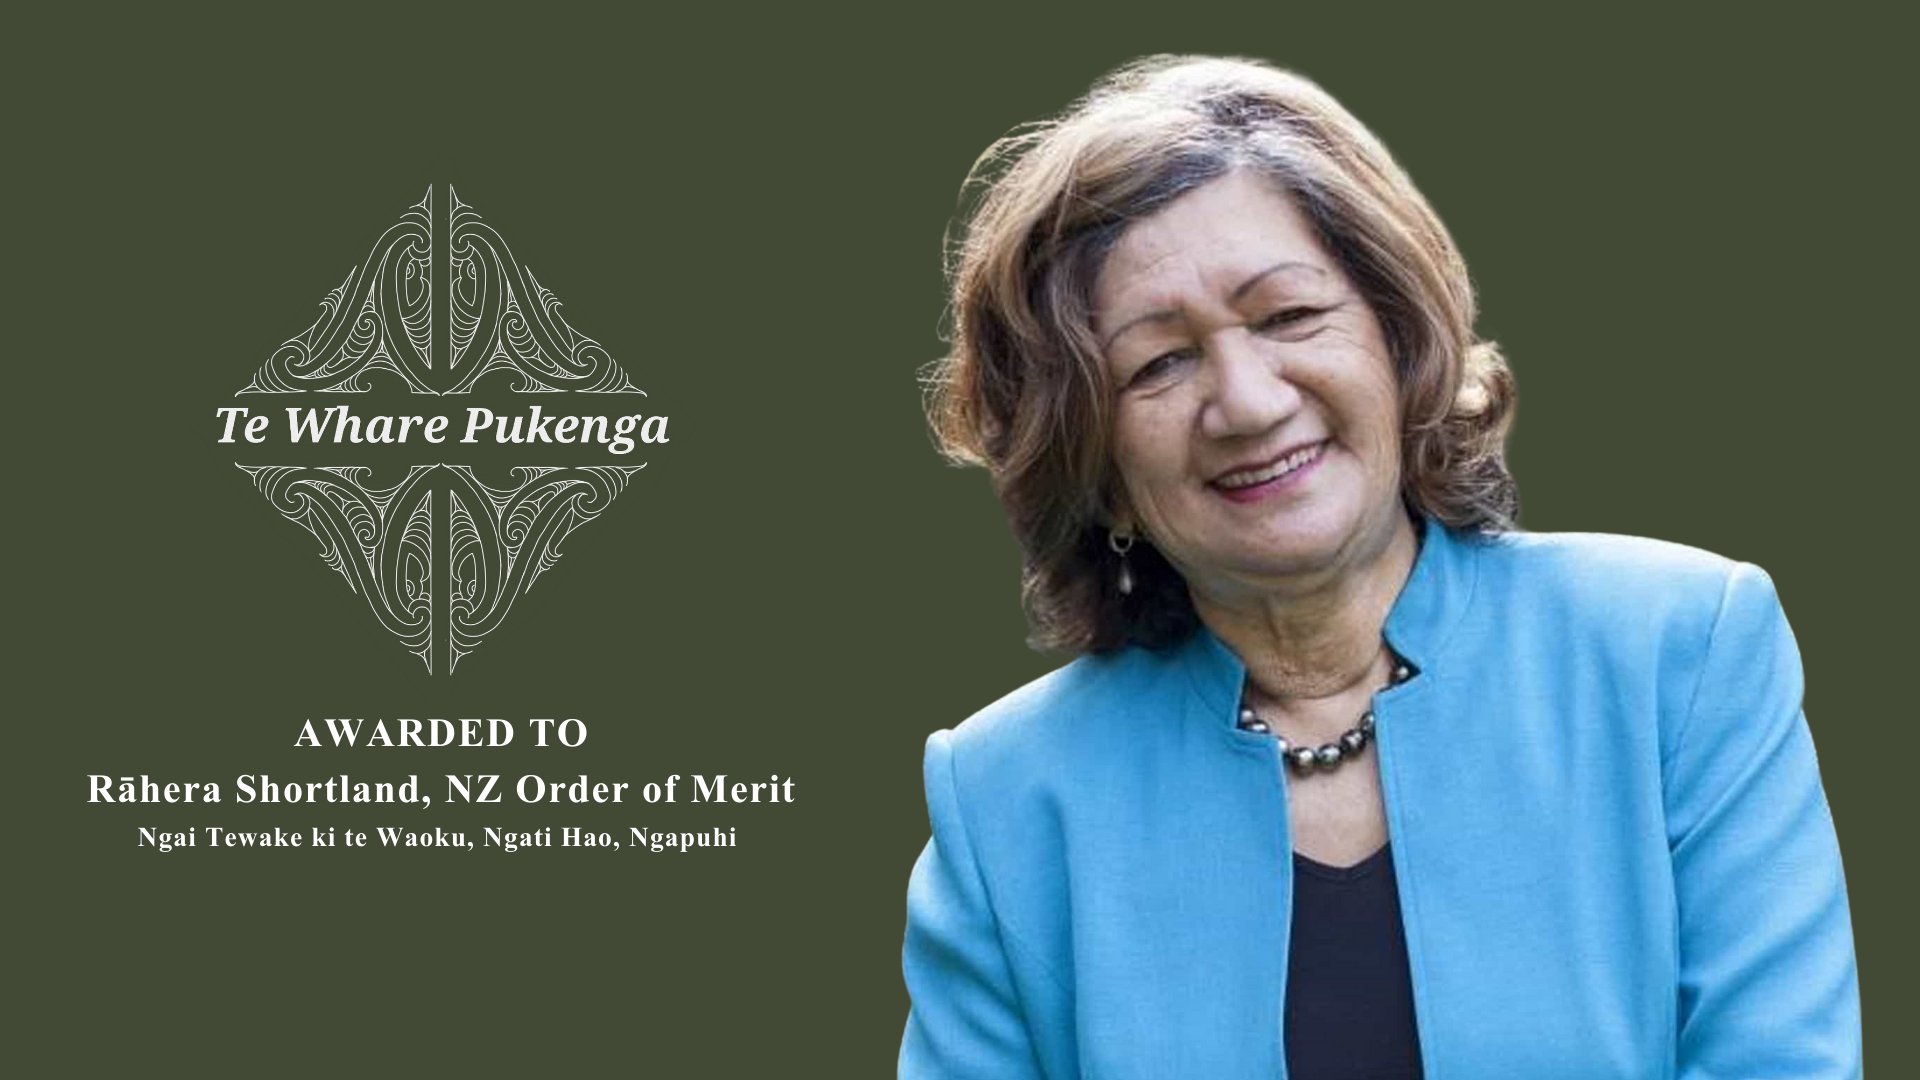 Te Whare Pukenga
AWARDED TO
Rāhera Shortland, NZ Order of Merit
Ngai Tewake ki te Waoku, Ngati Hao, Ngapuhi